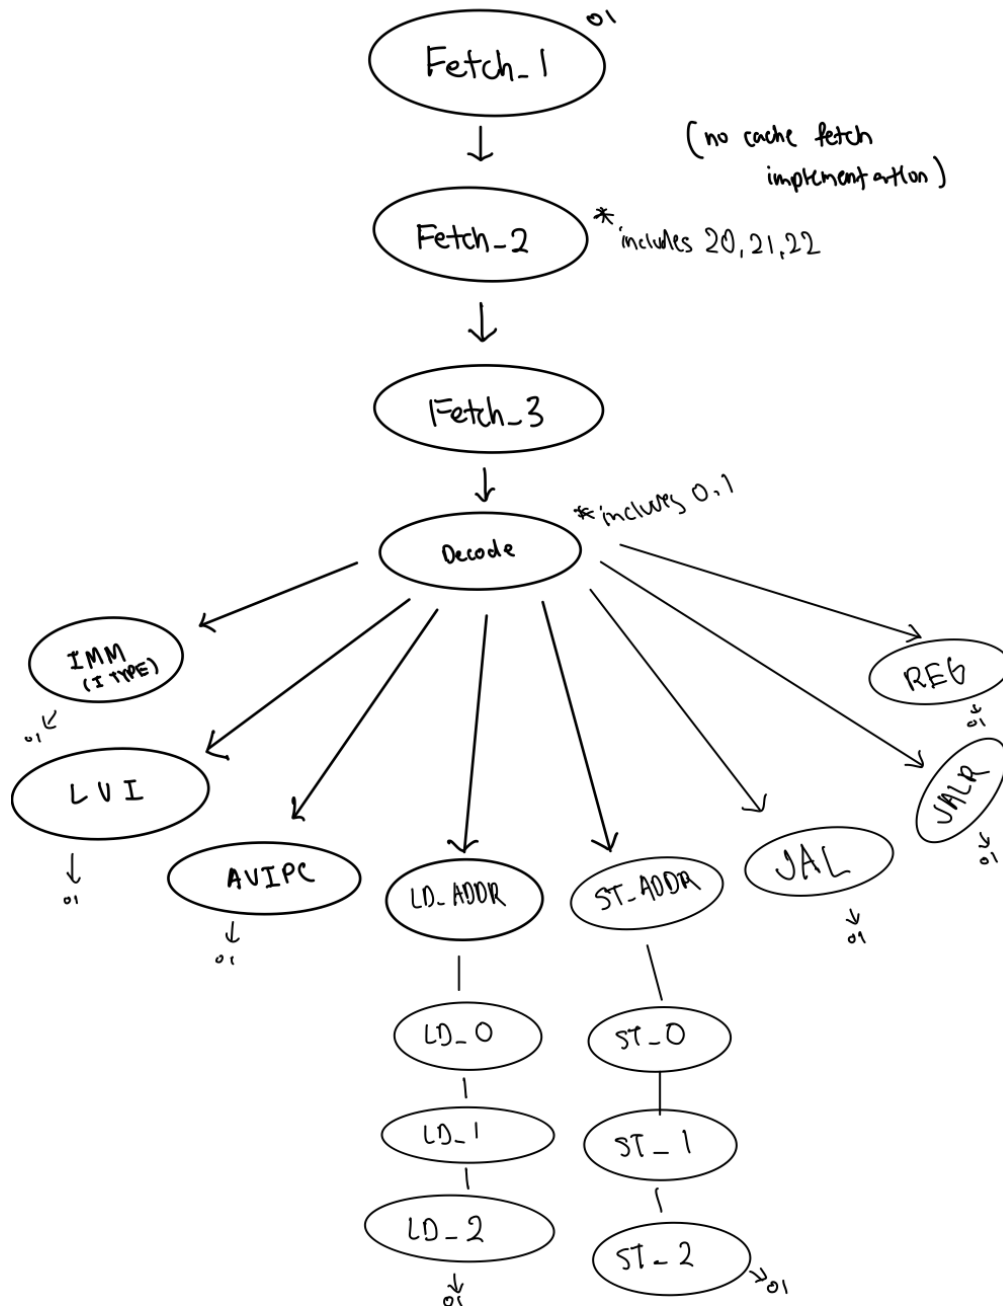 01
Fetch_1
(no cache fetch
implementation)
Fetch_2
* includes 20,21,22
Fetch_3
* includes 0,1
Decode
IMM
(I TYPE)
01
REG
01
LUI
01
JALR
01
AUIPC
01
LD_ADDR
ST_ADDR
JAL
01
LD_0
ST_0
LD_1
ST_1
LD_2
01
ST_2
01